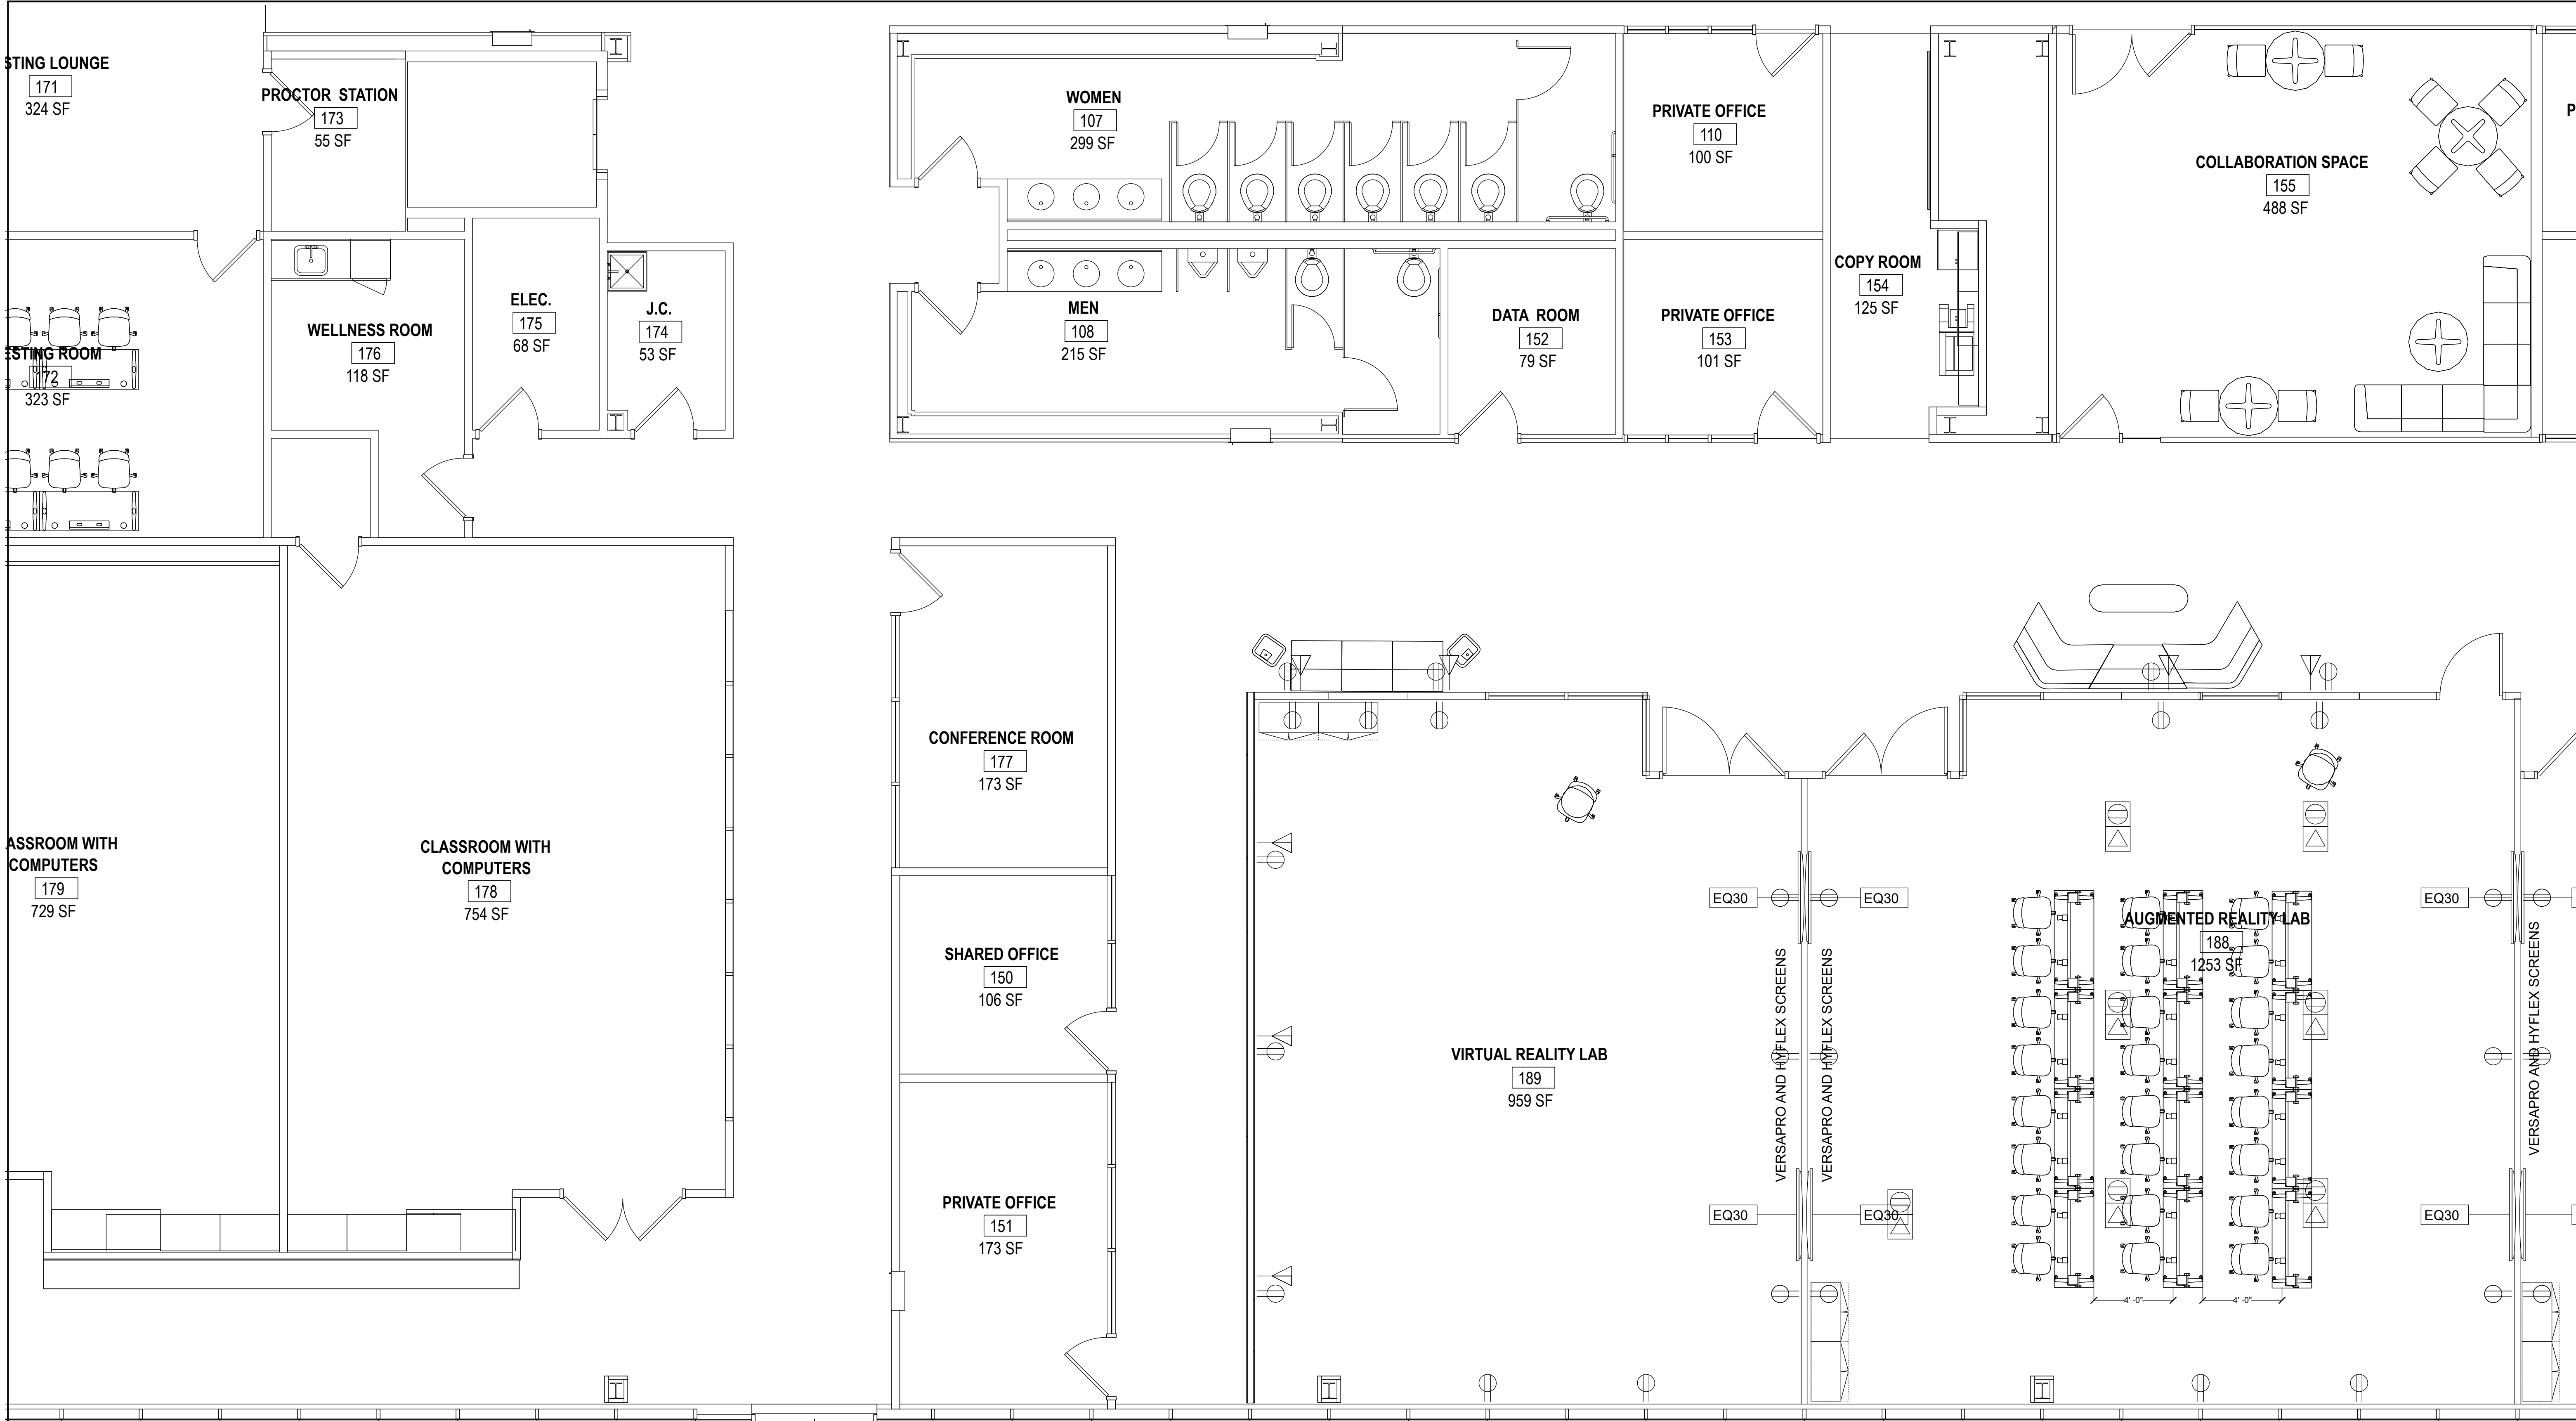 STING LOUNGE
171
324 SF
PROCTOR STATION
173
55 SF
WOMEN
107
299 SF
PRIVATE OFFICE
110
100 SF
COLLABORATION SPACE
155
488 SF
P
ESTING ROOM
172
323 SF
WELLNESS ROOM
176
118 SF
ELEC.
175
68 SF
J.C.
174
53 SF
MEN
108
215 SF
DATA ROOM
152
79 SF
PRIVATE OFFICE
153
101 SF
COPY ROOM
154
125 SF
ASSROOM WITH
COMPUTERS
179
729 SF
CLASSROOM WITH
COMPUTERS
178
754 SF
CONFERENCE ROOM
177
173 SF
SHARED OFFICE
150
106 SF
PRIVATE OFFICE
151
173 SF
VIRTUAL REALITY LAB
189
959 SF
EQ30
EQ30
EQ30
EQ30
VERSAPRO AND HYFLEX SCREENS
VERSAPRO AND HYFLEX SCREENS
AUGMENTED REALITY LAB
188
1253 SF
4' -0"
4' -0"
EQ30
EQ30
VERSAPRO AND HYFLEX SCREENS